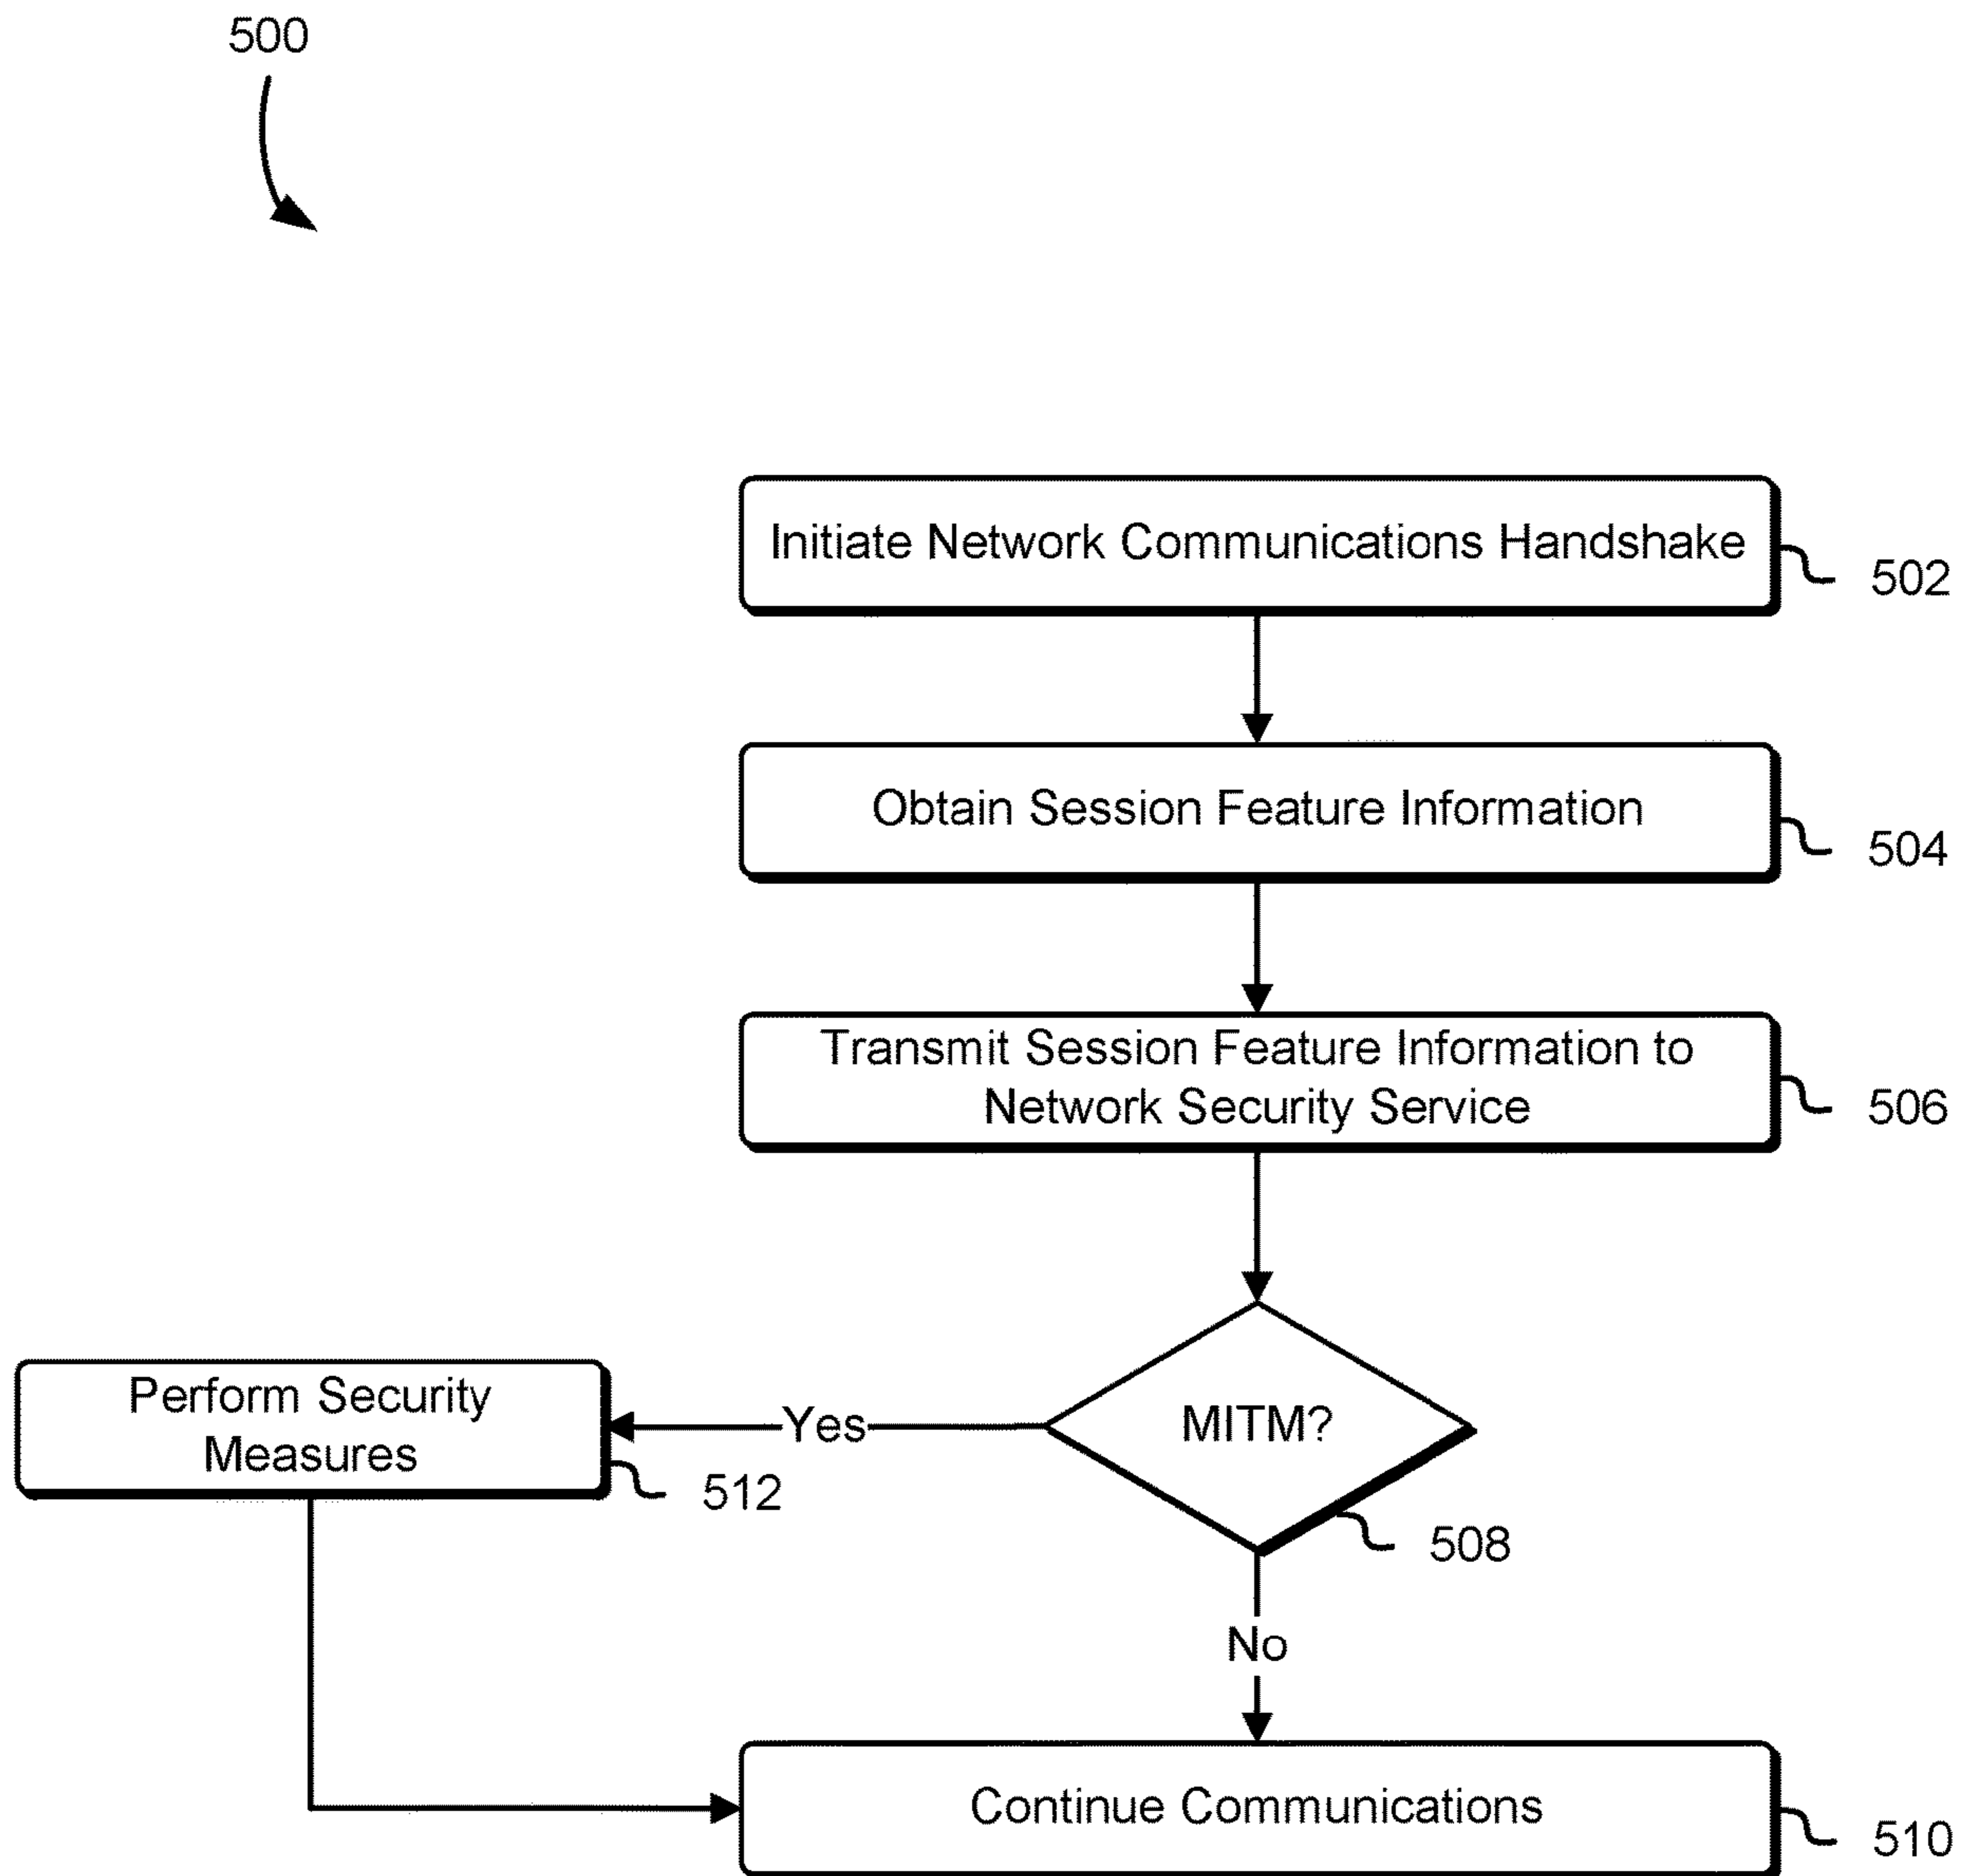 500
Initiate Network Communications Handshake
502
Obtain Session Feature Information
504
Transmit Session Feature Information to
Network Security Service
506
MITM?
508
Yes
Perform Security
Measures
512
No
Continue Communications
510